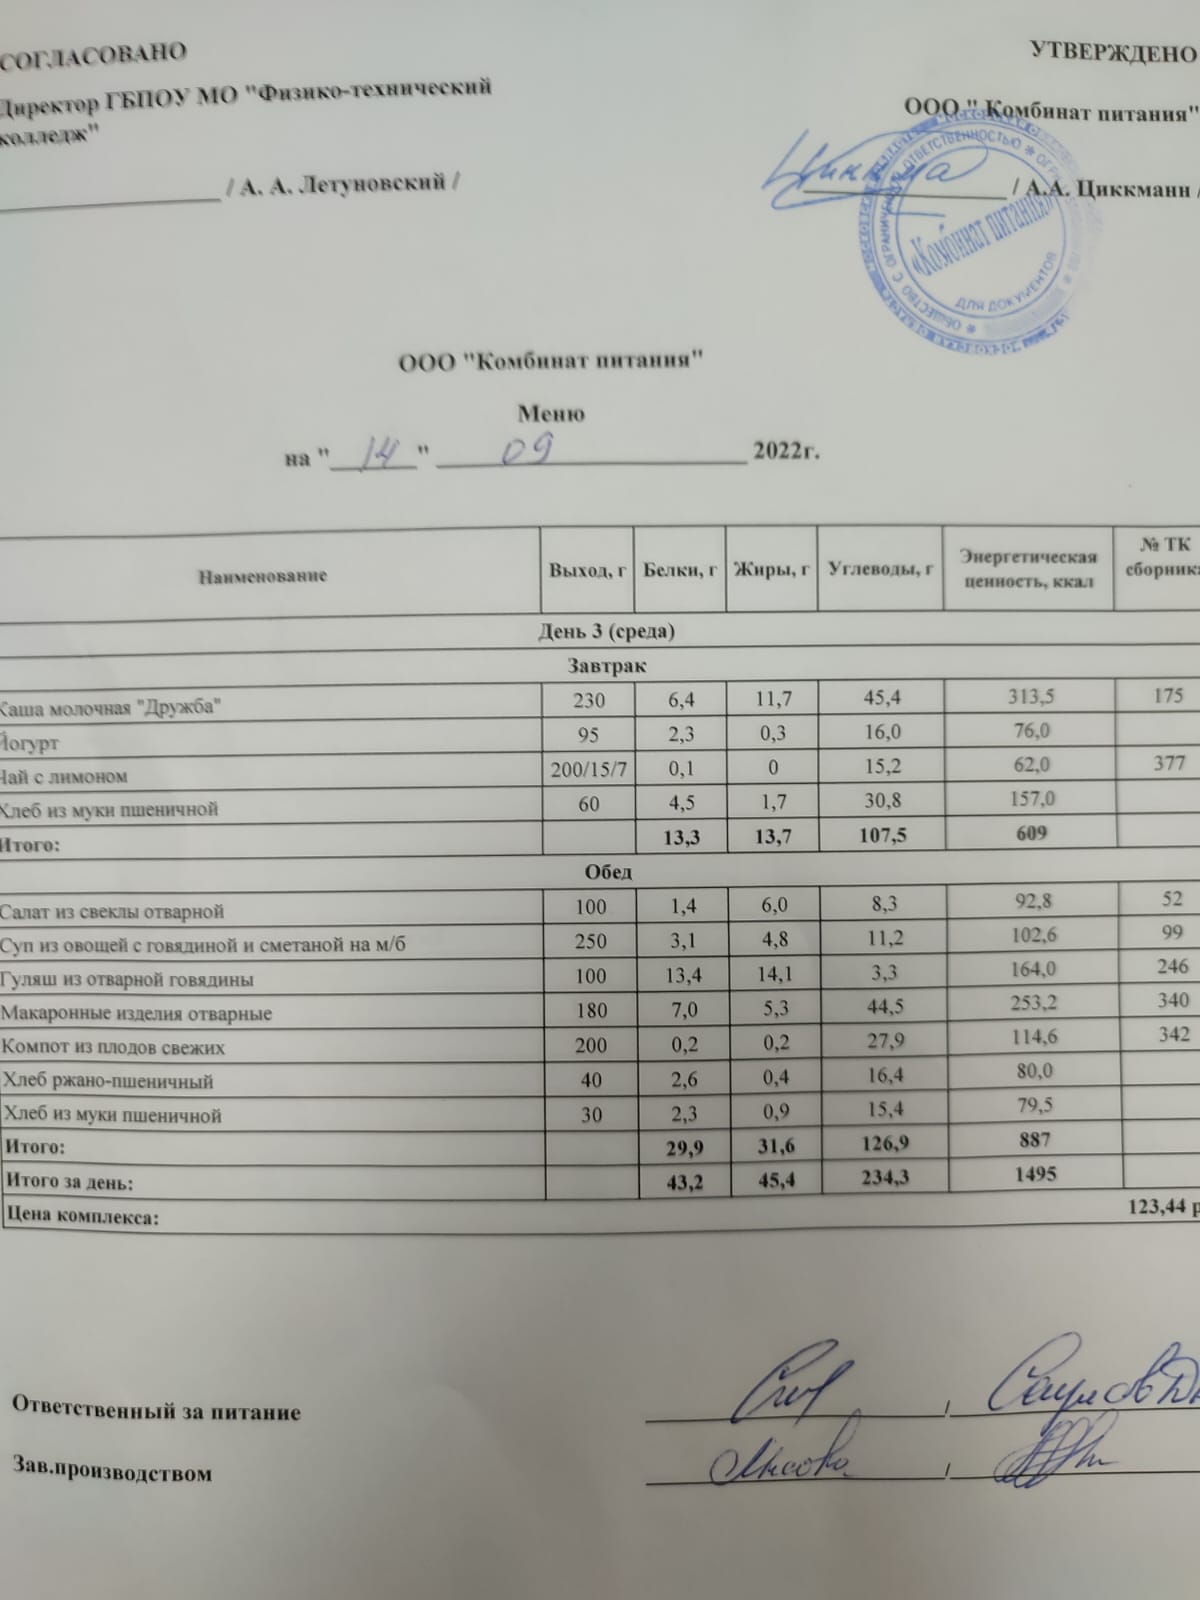 СОГЛАСОВАНО
Директор ГБПОУ МО "Физико-технический
колледж"
/ А. А. Летуновский /
УТВЕРЖДЕНО
ООО " Комбинат питания"
/ А.А. Циккманн /
ОБЩЕСТВО С ОГРАНИЧЕННОЙ ОТВЕТСТВЕННОСТЬЮ
«Комбинат питания»
ДЛЯ ДОКУМЕНТОВ
ООО "Комбинат питания"
Меню
на " 14 " 09 2022г.
Наименование Выход, г Белки, г Жиры, г Углеводы, г Энергетическая ценность, ккал № ТК сборника
День 3 (среда)
Завтрак
Каша молочная "Дружба" 230 6,4 11,7 45,4 313,5 175
Йогурт 95 2,3 0,3 16,0 76,0
Чай с лимоном 200/15/7 0,1 0 15,2 62,0 377
Хлеб из муки пшеничной 60 4,5 1,7 30,8 157,0
Итого: 13,3 13,7 107,5 609
Обед
Салат из свеклы отварной 100 1,4 6,0 8,3 92,8 52
Суп из овощей с говядиной и сметаной на м/б 250 3,1 4,8 11,2 102,6 99
Гуляш из отварной говядины 100 13,4 14,1 3,3 164,0 246
Макаронные изделия отварные 180 7,0 5,3 44,5 253,2 340
Компот из плодов свежих 200 0,2 0,2 27,9 114,6 342
Хлеб ржано-пшеничный 40 2,6 0,4 16,4 80,0
Хлеб из муки пшеничной 30 2,3 0,9 15,4 79,5
Итого: 29,9 31,6 126,9 887
Итого за день: 43,2 45,4 234,3 1495
Цена комплекса: 123,44 р
Ответственный за питание
Зав.производством